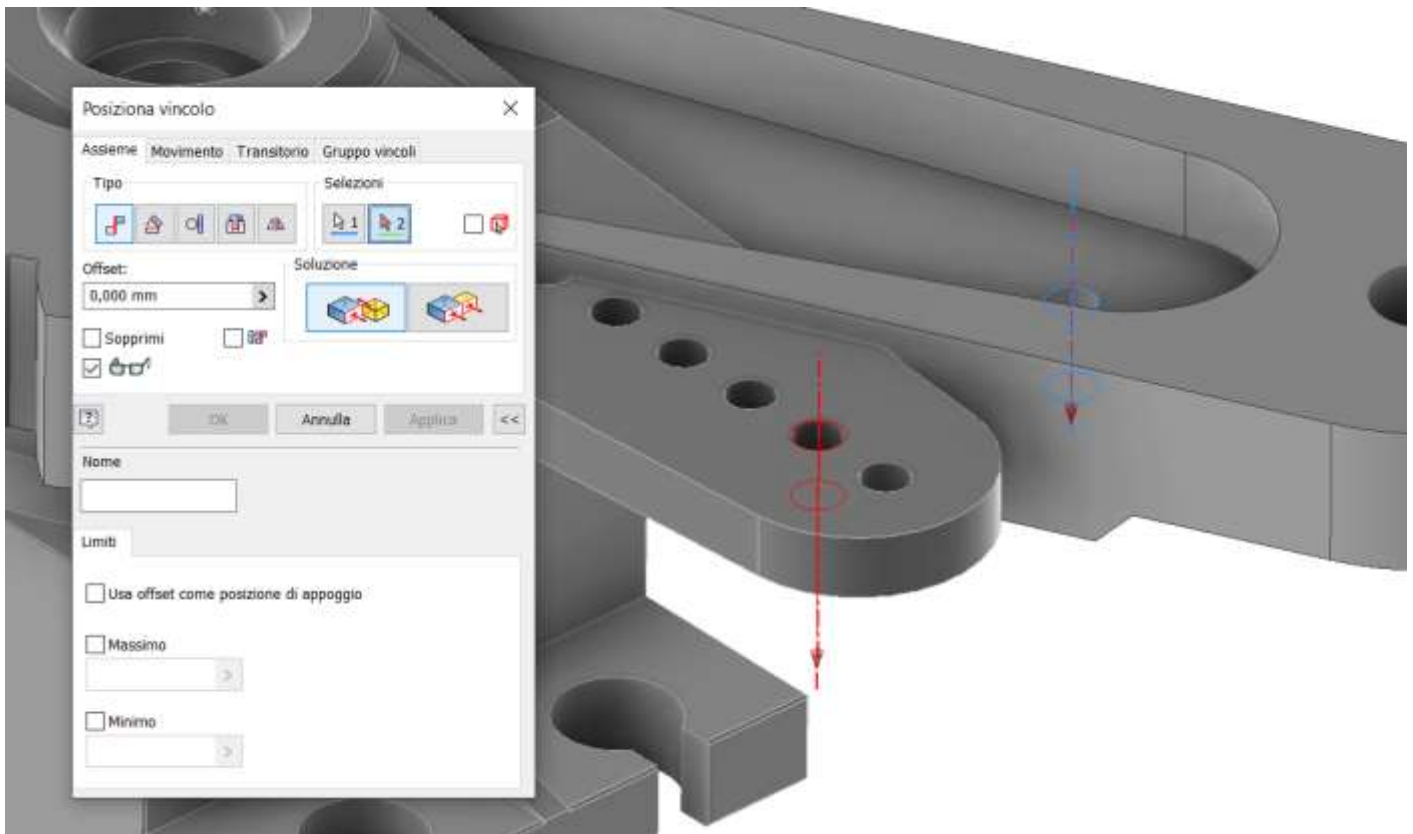 Posiziona vincolo
Assieme Movimento Transitorio Gruppo vincoli
Tipo
Selezioni
1
2
Offset:
Soluzione
0,000 mm
Sopprimi
OK Annulla Applica <<
Nome
Limiti
Usa offset come posizione di appoggio
Massimo
Minimo